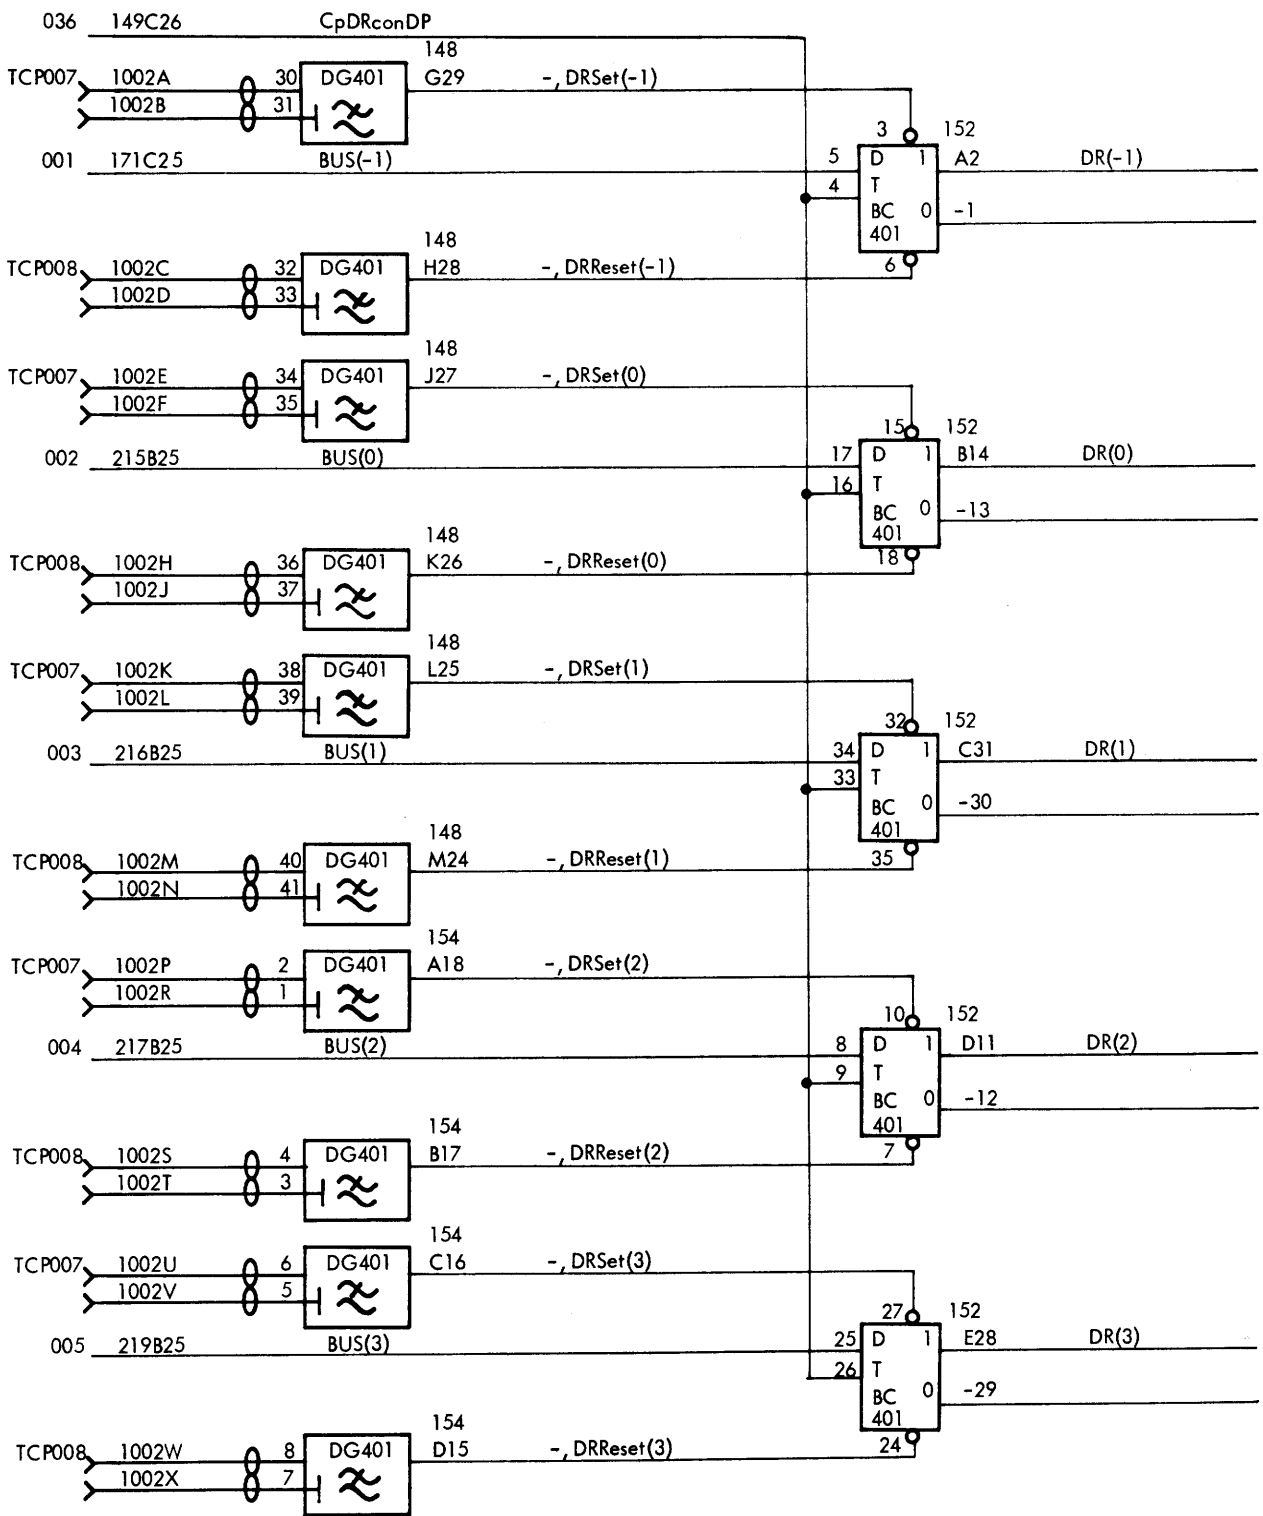 036 149C26 CpDRconDP
148
TCP007 1002A 30 DG401 G29 -, DRSet(-1)
1002B 31
3 152
001 171C25 BUS(-1) 5 D 1 A2 DR(-1)
4 T
BC 0 -1
401
148
TCP008 1002C 32 DG401 H28 -, DRReset(-1) 6
1002D 33
148
TCP007 1002E 34 DG401 J27 -, DRSet(0)
1002F 35
15 152
002 215B25 BUS(0) 17 D 1 B14 DR(0)
16 T
BC 0 -13
401
148
TCP008 1002H 36 DG401 K26 -, DRReset(0) 18
1002J 37
148
TCP007 1002K 38 DG401 L25 -, DRSet(1)
1002L 39
32 152
003 216B25 BUS(1) 34 D 1 C31 DR(1)
33 T
BC 0 -30
401
148
TCP008 1002M 40 DG401 M24 -, DRReset(1) 35
1002N 41
154
TCP007 1002P 2 DG401 A18 -, DRSet(2)
1002R 1
10 152
004 217B25 BUS(2) 8 D 1 D11 DR(2)
9 T
BC 0 -12
401
154
TCP008 1002S 4 DG401 B17 -, DRReset(2) 7
1002T 3
154
TCP007 1002U 6 DG401 C16 -, DRSet(3)
1002V 5
27 152
005 219B25 BUS(3) 25 D 1 E28 DR(3)
26 T
BC 0 -29
401
154
TCP008 1002W 8 DG401 D15 -, DRReset(3) 24
1002X 7